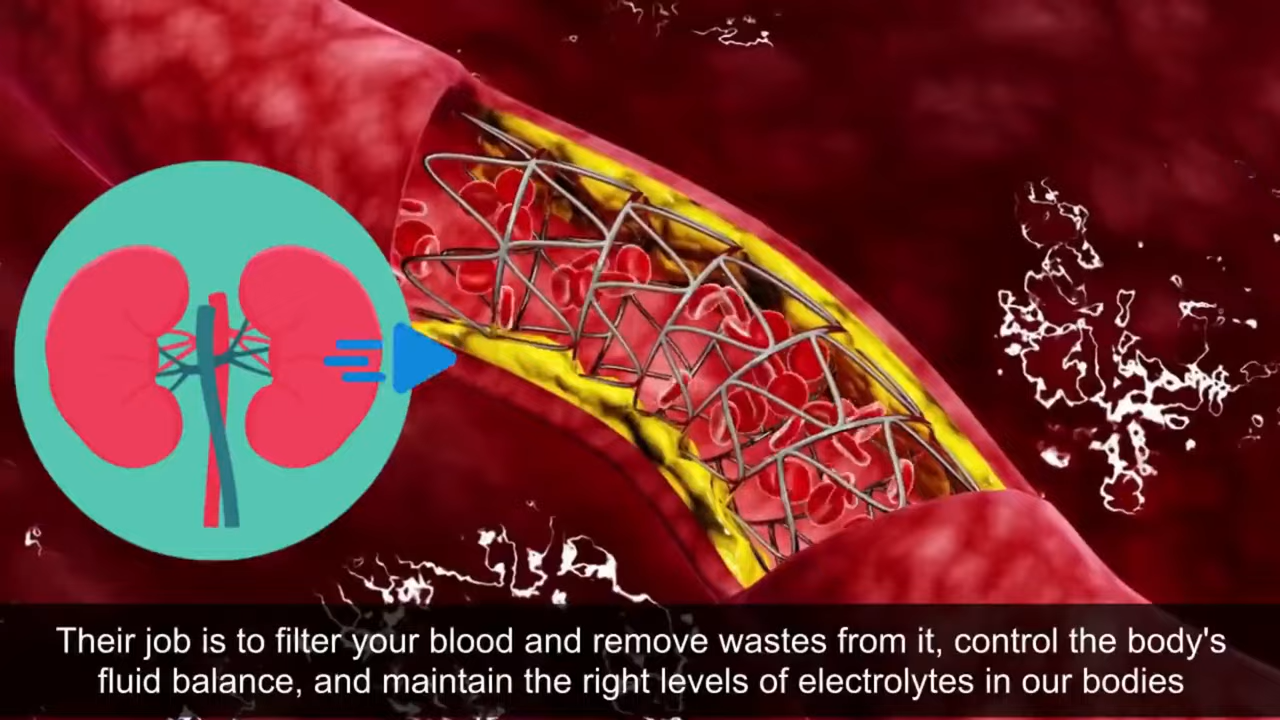 Their job is to filter your blood and remove wastes from it, control the body's
fluid balance, and maintain the right levels of electrolytes in our bodies